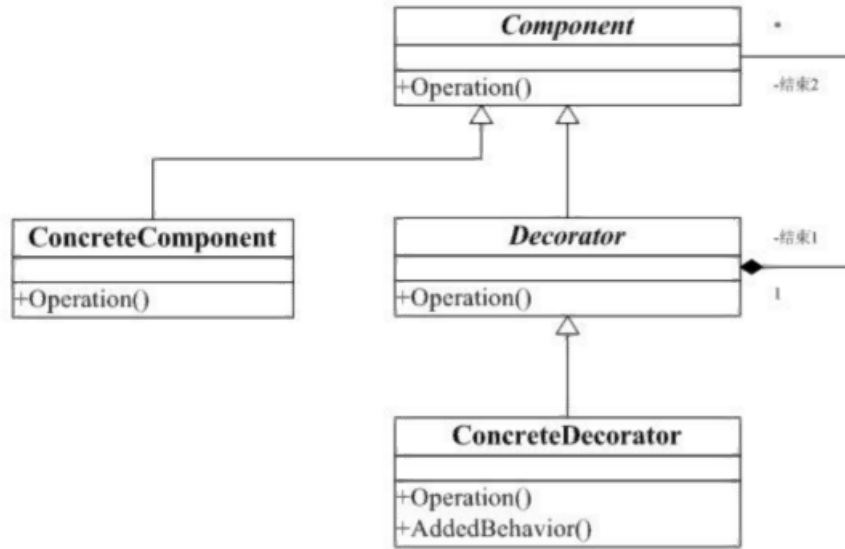 Component
*
+Operation()
-结束2
ConcreteComponent
+Operation()
Decorator
-结束1
+Operation()
1
ConcreteDecorator
+Operation()
+AddedBehavior()